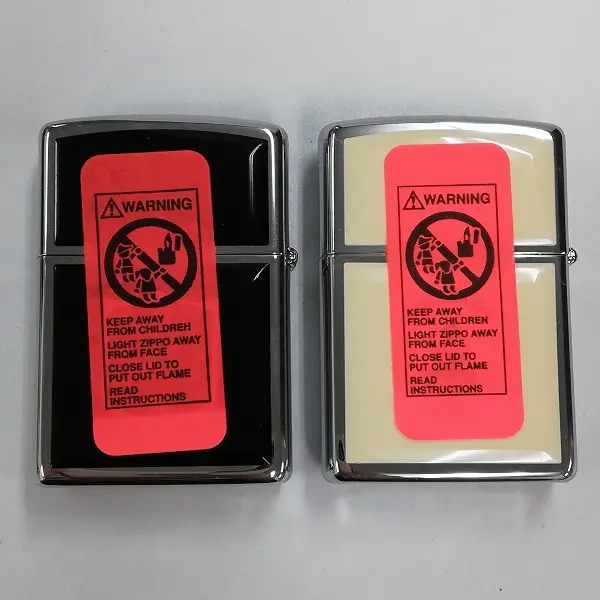 WARNING
KEEP AWAY
FROM CHILDREN
LIGHT ZIPPO AWAY
FROM FACE
CLOSE LID TO
PUT OUT FLAME
READ
INSTRUCTIONS
WARNING
KEEP AWAY
FROM CHILDREN
LIGHT ZIPPO AWAY
FROM FACE
CLOSE LID TO
PUT OUT FLAME
READ
INSTRUCTIONS